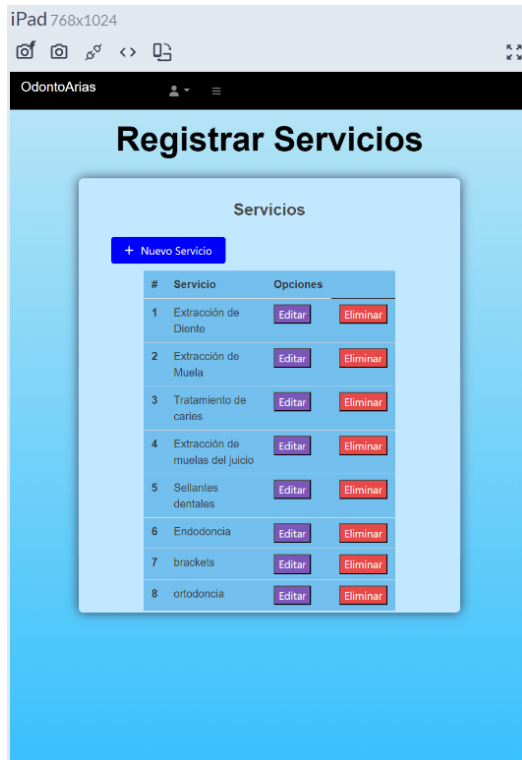 iPad 768x1024
OdontoArias
Registrar Servicios
Servicios
+ Nuevo Servicio
# Servicio Opciones
1 Extracción de Diente Editar Eliminar
2 Extracción de Muela Editar Eliminar
3 Tratamiento de caries Editar Eliminar
4 Extracción de muelas del juicio Editar Eliminar
5 Sellantes dentales Editar Eliminar
6 Endodoncia Editar Eliminar
7 brackets Editar Eliminar
8 ortodoncia Editar Eliminar